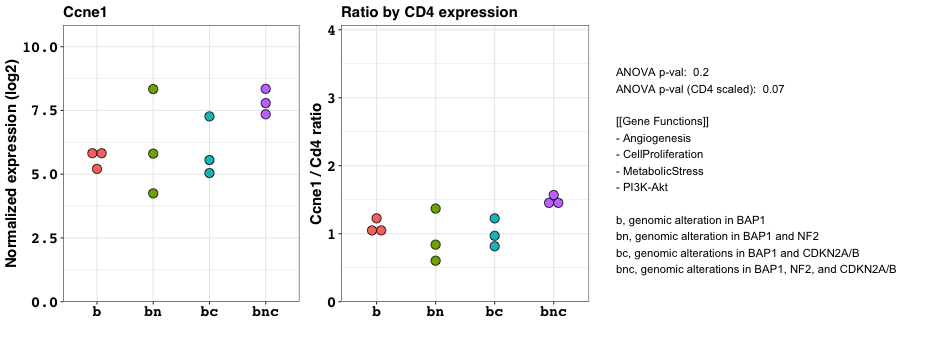 Ccne1
Normalized expression (log2)
10.0
7.5
5.0
2.5
0.0
b bn bc bnc
Ratio by CD4 expression
Ccne1 / Cd4 ratio
4
3
2
1
0
b bn bc bnc
ANOVA p-val: 0.2
ANOVA p-val (CD4 scaled): 0.07
[[Gene Functions]]
- Angiogenesis
- CellProliferation
- MetabolicStress
- PI3K-Akt
b, genomic alteration in BAP1
bn, genomic alteration in BAP1 and NF2
bc, genomic alterations in BAP1 and CDKN2A/B
bnc, genomic alterations in BAP1, NF2, and CDKN2A/B